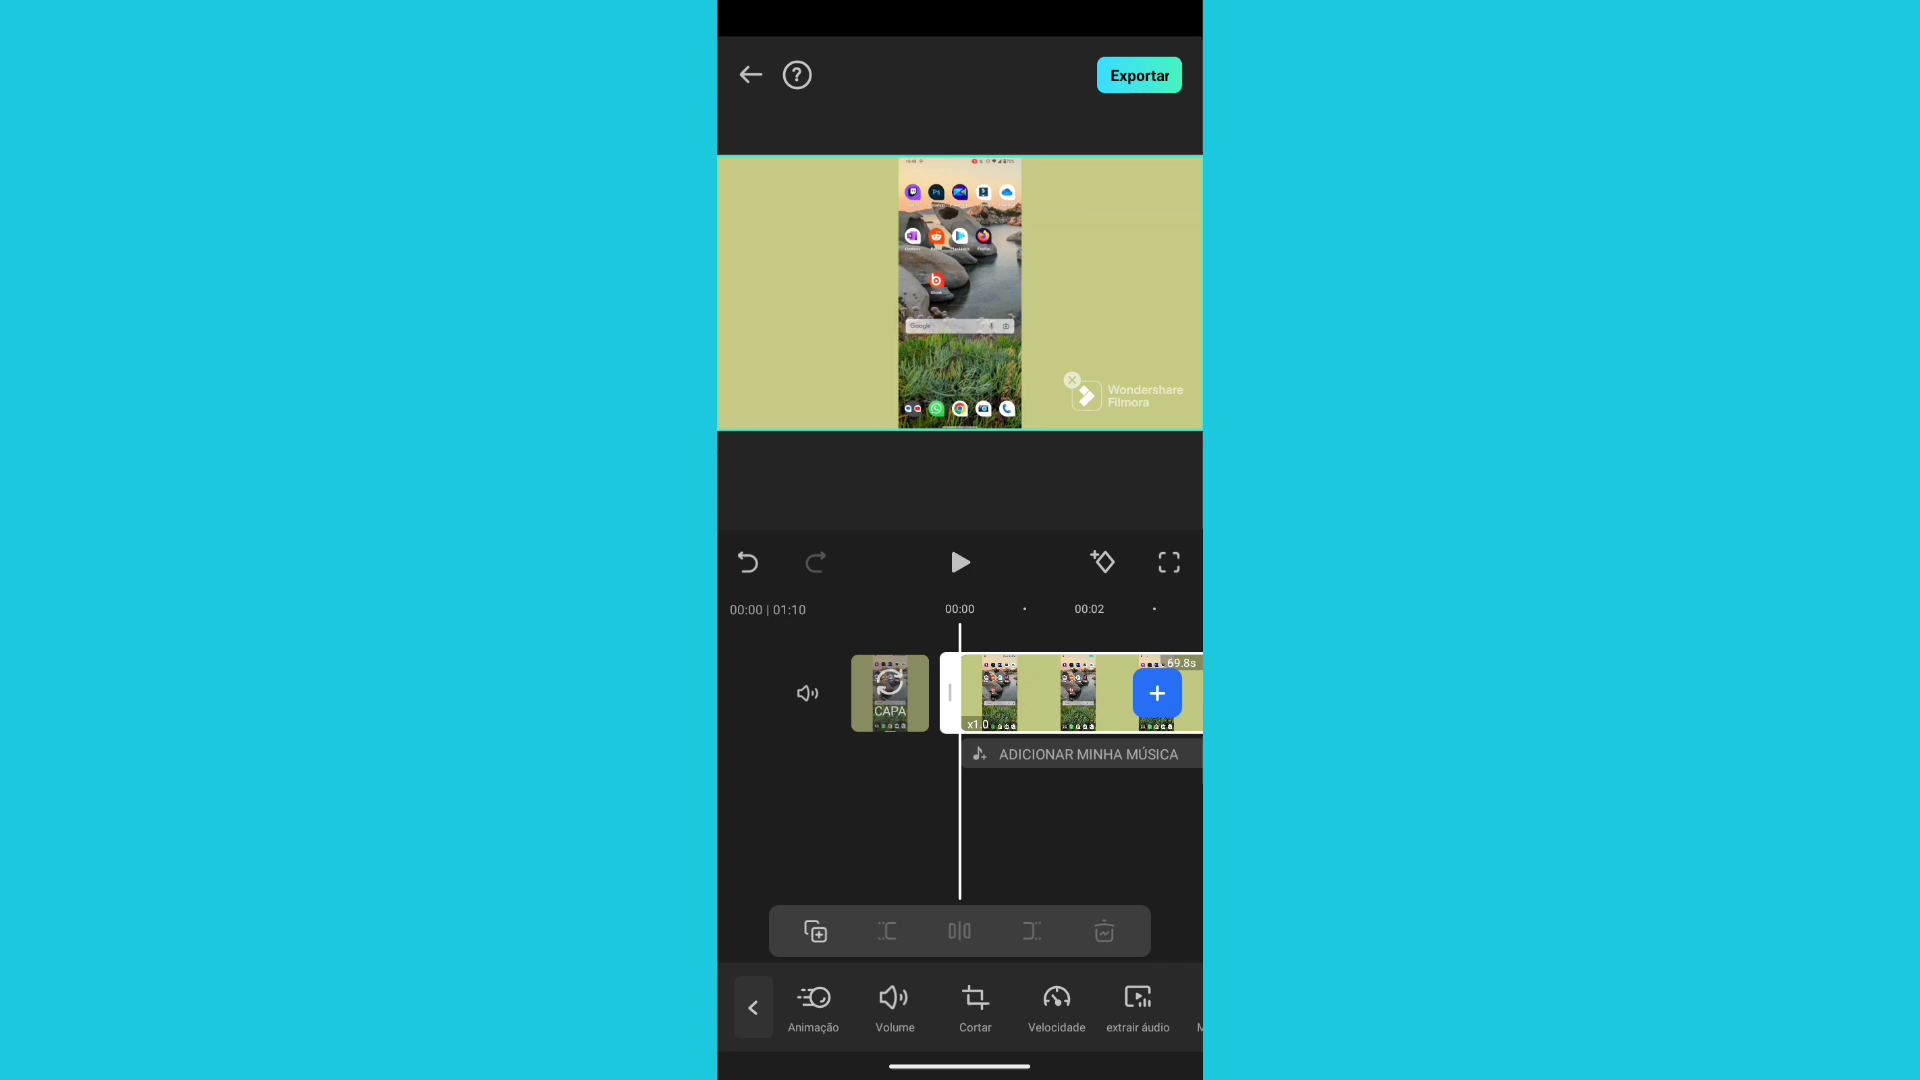 Exportar
Google
Wondershare
Filmora
00:00 | 01:10
00:00
00:02
69.8s
CAPA
x1.0
ADICIONAR MINHA MÚSICA
Animação
Volume
Cortar
Velocidade
extrair áudio
M